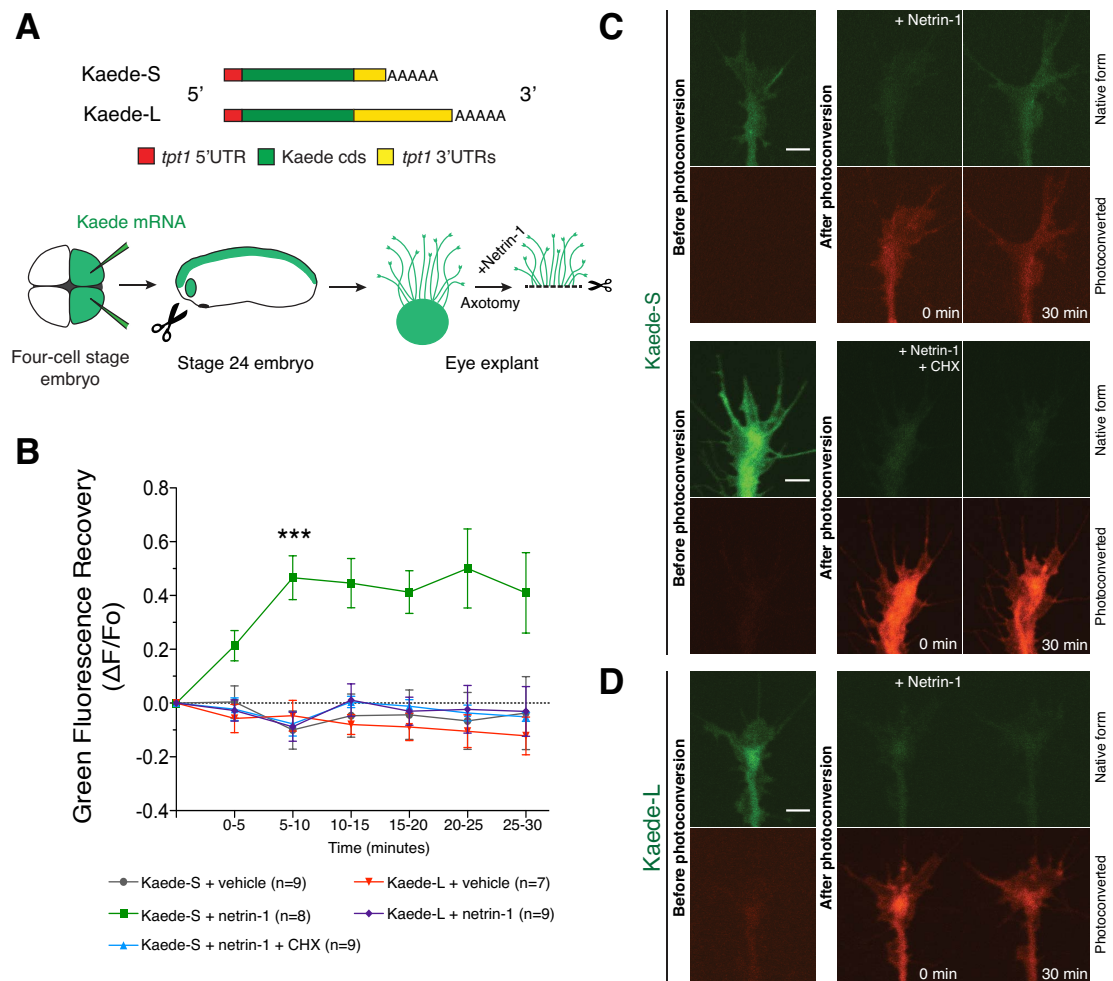 A
Kaede-S
AAAAA
5’
3’
Kaede-L
AAAAA
tpt1 5’UTR
Kaede cds
tpt1 3’UTRs
Kaede mRNA
+Netrin-1
Axotomy
Four-cell stage
embryo
Stage 24 embryo
Eye explant
B
Green Fluorescence Recovery
(ΔF/Fo)
0.8
0.6
0.4
0.2
0.0
-0.2
-0.4
***
0-5
5-10
10-15
15-20
20-25
25-30
Time (minutes)
Kaede-S + vehicle (n=9)
Kaede-L + vehicle (n=7)
Kaede-S + netrin-1 (n=8)
Kaede-L + netrin-1 (n=9)
Kaede-S + netrin-1 + CHX (n=9)
C
Kaede-S
Before photoconversion
After photoconversion
+ Netrin-1
Native form
Photoconverted
0 min
30 min
Before photoconversion
After photoconversion
+ Netrin-1
+ CHX
Native form
Photoconverted
0 min
30 min
D
Kaede-L
Before photoconversion
After photoconversion
+ Netrin-1
Native form
Photoconverted
0 min
30 min